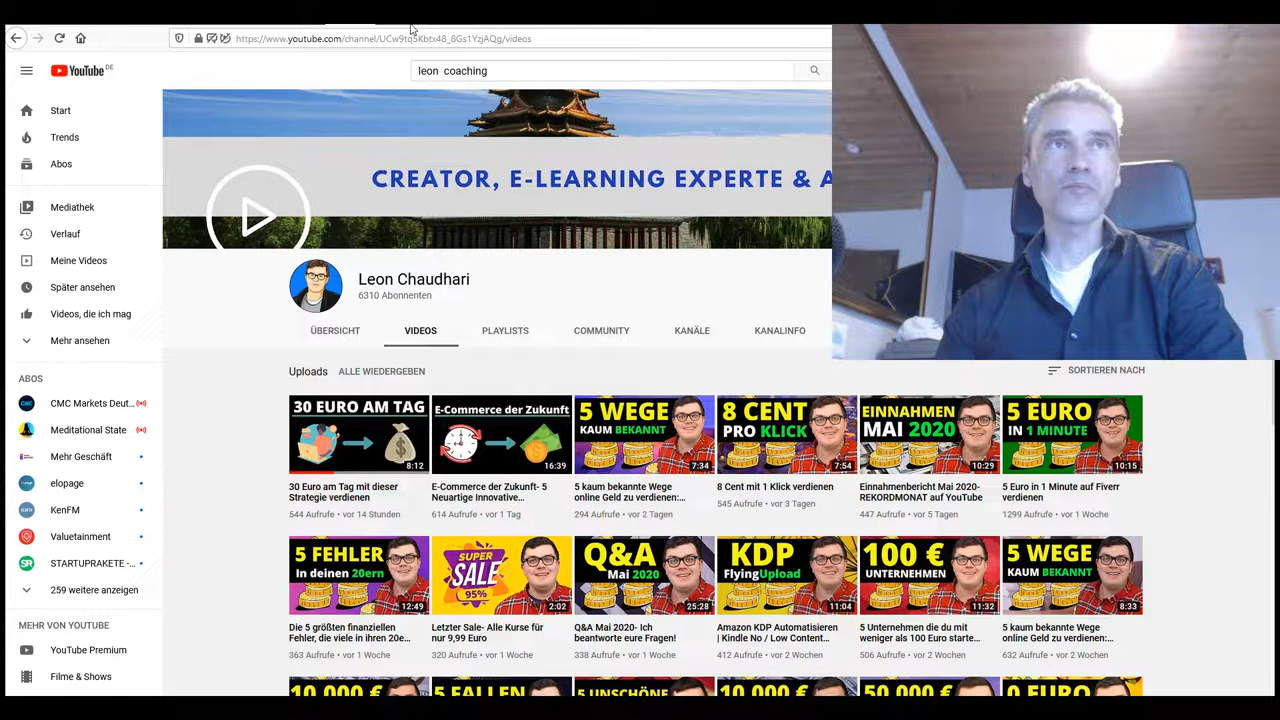 https://www.youtube.com/channel/UCw9tq5Kbtx48_8Gs1YzjAQg/videos
YouTube DE
leon coaching
Start
Trends
Abos
Mediathek
Verlauf
Meine Videos
Später ansehen
Videos, die ich mag
Mehr ansehen
ABOS
CMC Markets Deut...
Meditational State
Mehr Geschäft
elopage
KenFM
Valuetainment
STARTUPRAKETE -...
259 weitere anzeigen
MEHR VON YOUTUBE
YouTube Premium
Filme & Shows
CREATOR, E-LEARNING EXPERTE & A
Leon Chaudhari
6310 Abonnenten
ÜBERSICHT VIDEOS PLAYLISTS COMMUNITY KANÄLE KANALINFO
Uploads ALLE WIEDERGEBEN SORTIEREN NACH
30 EURO AM TAG
8:12
30 Euro am Tag mit dieser
Strategie verdienen
544 Aufrufe • vor 14 Stunden
E-Commerce der Zukunft
16:39
E-Commerce der Zukunft- 5
Neuartige Innovative...
614 Aufrufe • vor 1 Tag
5 WEGE
KAUM BEKANNT
7:34
5 kaum bekannte Wege
online Geld zu verdienen:...
294 Aufrufe • vor 2 Tagen
8 CENT
PRO KLICK
7:54
8 Cent mit 1 Klick verdienen
545 Aufrufe • vor 3 Tagen
EINNAHMEN
MAI 2020
10:29
Einnahmenbericht Mai 2020-
REKORDMONAT auf YouTube
447 Aufrufe • vor 5 Tagen
5 EURO
IN 1 MINUTE
10:15
5 Euro in 1 Minute auf Fiverr
verdienen
1299 Aufrufe • vor 1 Woche
5 FEHLER
In deinen 20ern
12:49
Die 5 größten finanziellen
Fehler, die viele in ihren 20e...
363 Aufrufe • vor 1 Woche
SUPER
SALE
95%
2:02
Letzter Sale- Alle Kurse für
nur 9,99 Euro
320 Aufrufe • vor 1 Woche
Q&A
Mai 2020
25:28
Q&A Mai 2020- Ich
beantworte eure Fragen!
338 Aufrufe • vor 1 Woche
KDP
FlyingUpload
11:04
Amazon KDP Automatisieren
| Kindle No / Low Content...
412 Aufrufe • vor 2 Wochen
100 €
UNTERNEHMEN
11:32
5 Unternehmen die du mit
weniger als 100 Euro starte...
506 Aufrufe • vor 2 Wochen
5 WEGE
KAUM BEKANNT
8:33
5 kaum bekannte Wege
online Geld zu verdienen:...
632 Aufrufe • vor 2 Wochen
10.000 €
5 FALLEN
5 UNSCHÖNE
10.000 €
50.000 €
0 EURO